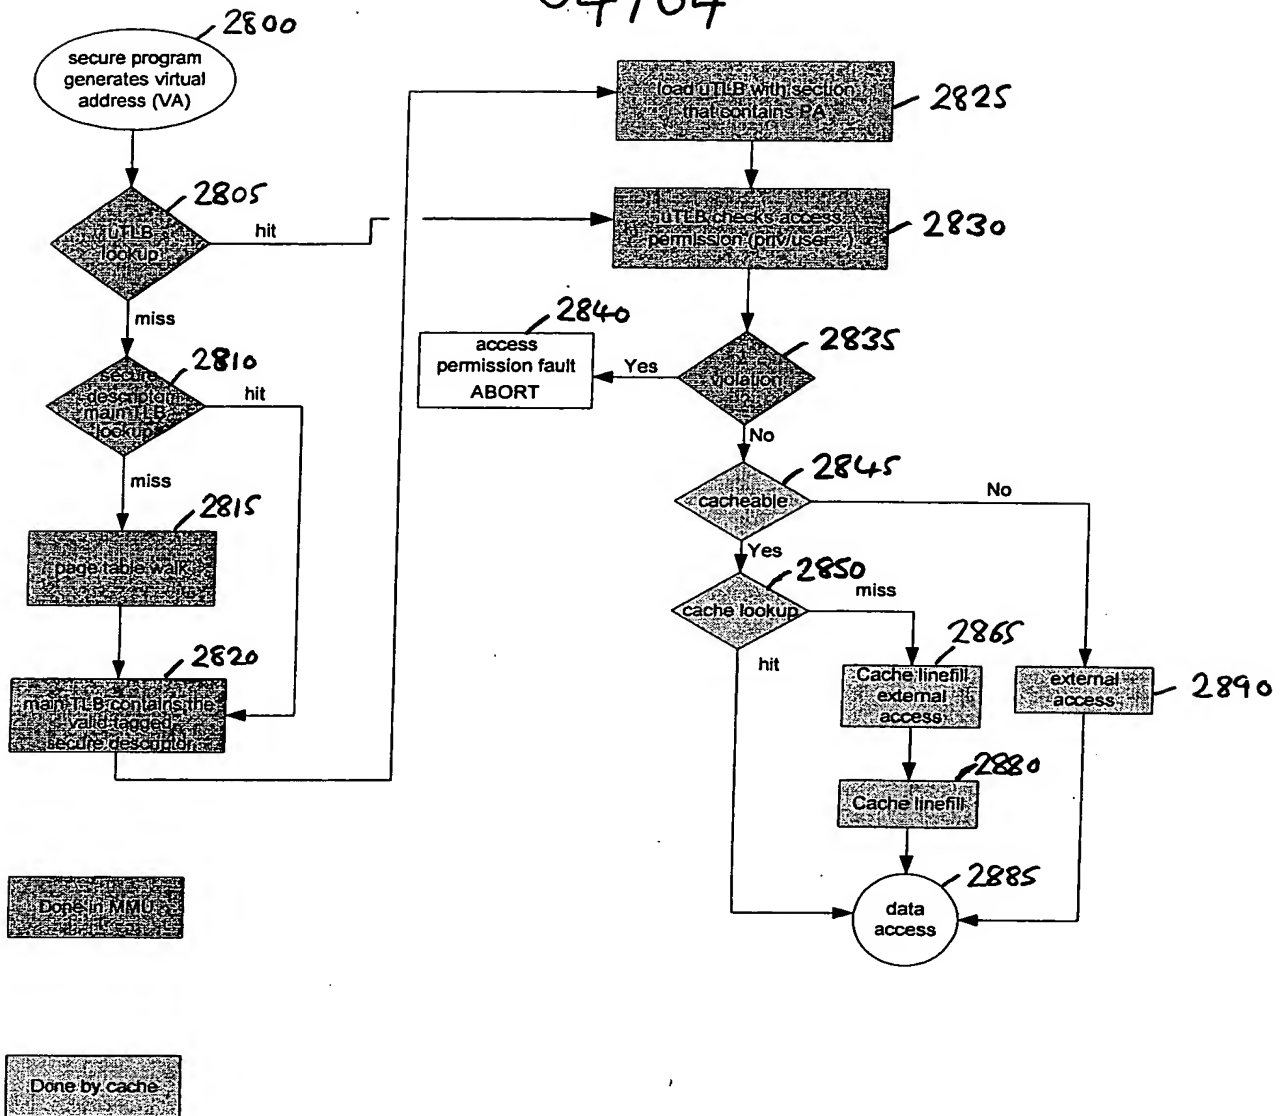 64/84
2800
secure program
generates virtual
address (VA)
2805
uTLB
lookup
hit
miss
2810
secure
descriptor
main TLB
lookup
hit
miss
2815
page table walk
2820
main TLB contains the
valid tagged
secure descriptor
load uTLB with section
that contains PA
2825
uTLB checks access
permission (priv/user...)
2830
2840
access
permission fault
ABORT
Yes
violation
?
2835
No
2845
cacheable
No
Yes
2850
cache lookup
miss
hit
2865
Cache linefill
external
access
external
access
2890
2880
Cache linefill
2885
data
access
Done in MMU
Done by cache